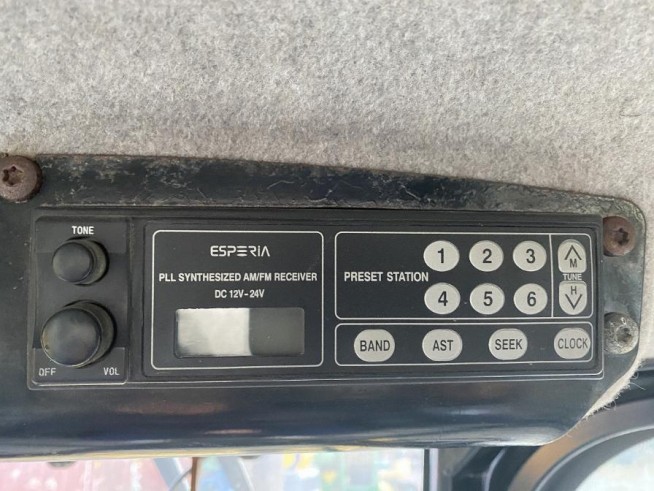 TONE
OFF VOL
ESPERIA
PLL SYNTHESIZED AM/FM RECEIVER
DC 12V-24V
PRESET STATION
1 2 3
4 5 6
M
TUNE
H
BAND AST SEEK CLOCK